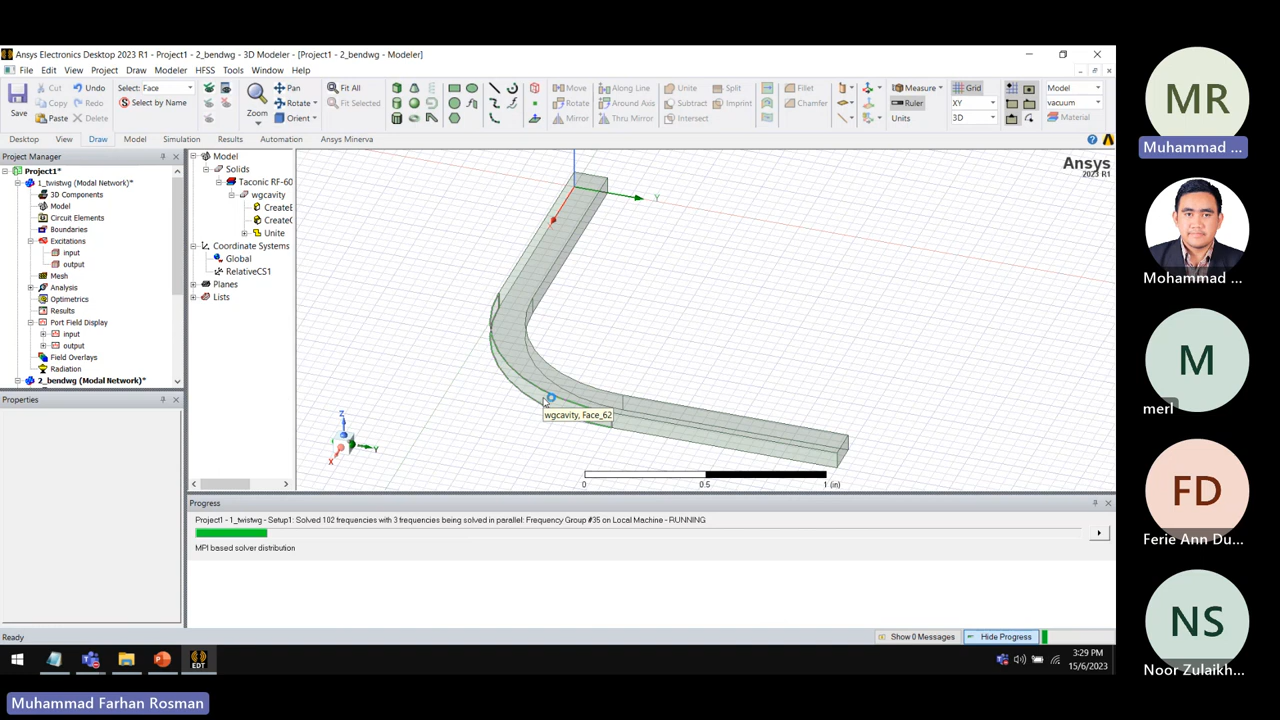 Ansys Electronics Desktop 2023 R1 - Project1 - 2_bendwg - 3D Modeler - [Project1 - 2_bendwg - Modeler]
File Edit View Project Draw Modeler HFSS Tools Window Help
Save
Cut
Copy
Paste
Undo
Redo
Delete
Select: Face
Select by Name
Zoom
Pan
Rotate
Orient
Fit All
Fit Selected
Move
Rotate
Mirror
Along Line
Around Axis
Thru Mirror
Unite
Subtract
Intersect
Split
Imprint
Fillet
Chamfer
Measure
Ruler
Units
Grid
XY
3D
Model
vacuum
Material
Desktop View Draw Model Simulation Results Automation Ansys Minerva
Project Manager
Project1*
1_twistwg (Modal Network)*
3D Components
Model
Circuit Elements
Boundaries
Excitations
input
output
Mesh
Analysis
Optimetrics
Results
Port Field Display
input
output
Field Overlays
Radiation
2_bendwg (Modal Network)*
Properties
Model
Solids
Taconic RF-60
wgcavity
CreateB
CreateC
Unite
Coordinate Systems
Global
RelativeCS1
Planes
Lists
Ansys
2023 R1
Y
wgcavity, Face_62
Z
Y
X
0 0.5 1 (in)
Progress
Project1 - 1_twistwg - Setup1: Solved 102 frequencies with 3 frequencies being solved in parallel: Frequency Group #35 on Local Machine - RUNNING
MPI based solver distribution
Ready
Show 0 Messages
Hide Progress
EDT
3:29 PM
15/6/2023
Muhammad Farhan Rosman
MR
Muhammad ...
Mohammad ...
M
merl
FD
Ferie Ann Du...
NS
Noor Zulaikh...